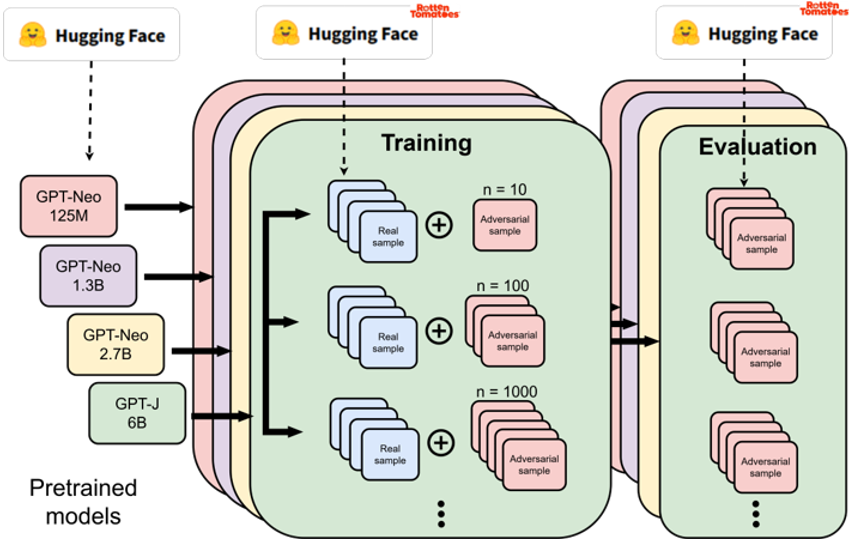 Hugging Face
Rotten
Tomatoes
Hugging Face
Rotten
Tomatoes
Hugging Face
Training
Evaluation
GPT-Neo
125M
GPT-Neo
1.3B
GPT-Neo
2.7B
GPT-J
6B
Pretrained
models
n = 10
Real
sample
Adversarial
sample
n = 100
Real
sample
Adversarial
sample
n = 1000
Real
sample
Adversarial
sample
Adversarial
sample
Adversarial
sample
Adversarial
sample